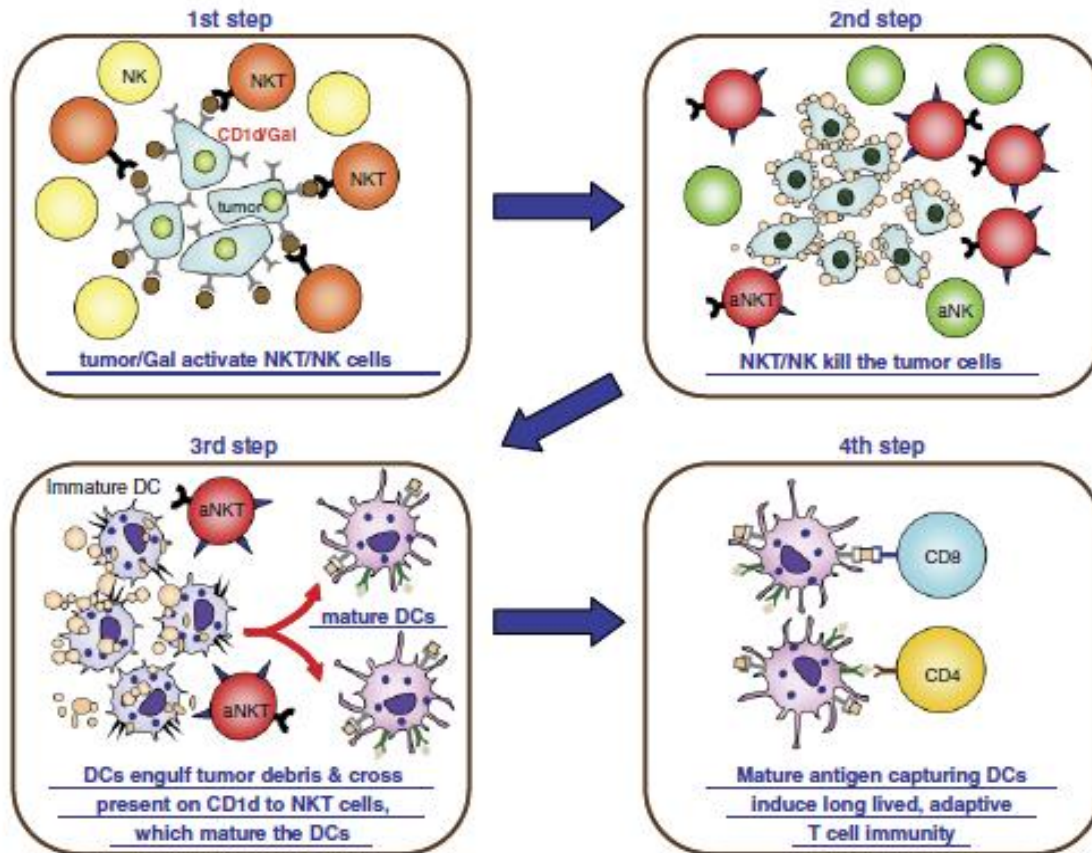 1st step
NK
NKT
CD1d/Gal
NKT
tumor
tumor/Gal activate NKT/NK cells
2nd step
aNKT
aNK
NKT/NK kill the tumor cells
3rd step
Immature DC
aNKT
mature DCs
aNKT
DCs engulf tumor debris & cross
present on CD1d to NKT cells,
which mature the DCs
4th step
CD8
CD4
Mature antigen capturing DCs
induce long lived, adaptive
T cell immunity